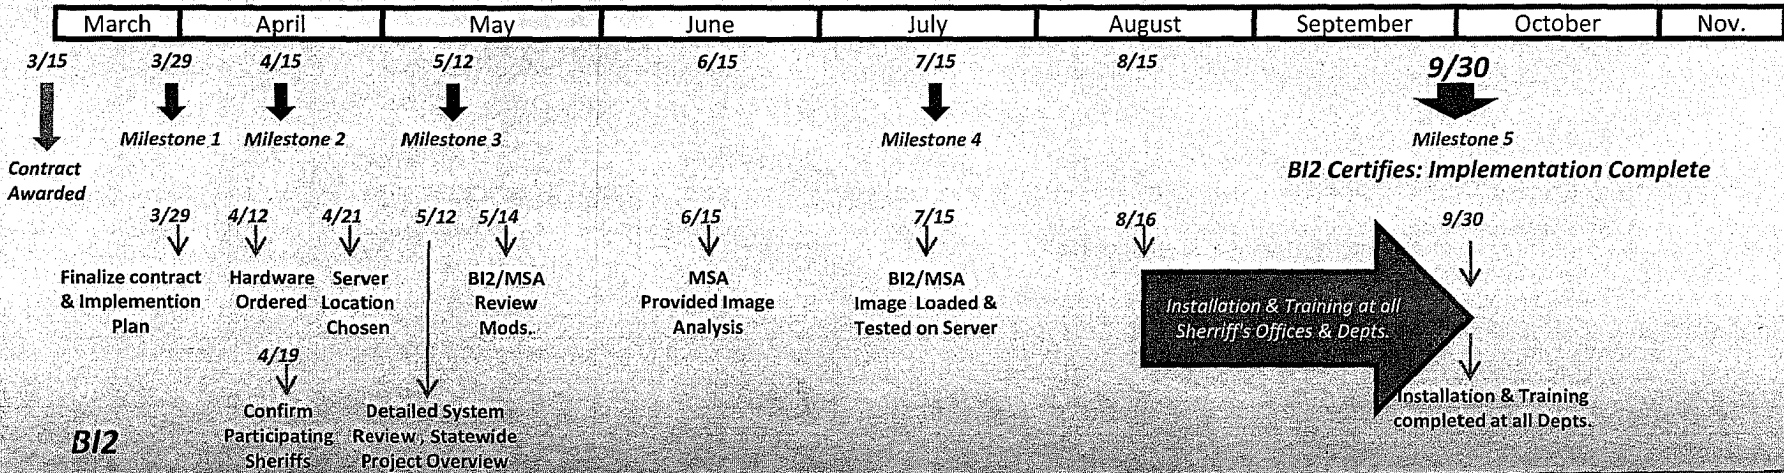 March April May June July August September October Nov.
3/15 3/29 4/15 5/12 6/15 7/15 8/15 9/30
Milestone 1 Milestone 2 Milestone 3 Milestone 4 Milestone 5
Contract
Awarded
BI2 Certifies: Implementation Complete
3/29 4/12 4/21 5/12 5/14 6/15 7/15 8/16 9/30
Finalize contract
& Implemention
Plan
Hardware
Ordered
Server
Location
Chosen
BI2/MSA
Review
Mods.
MSA
Provided Image
Analysis
BI2/MSA
Image Loaded &
Tested on Server
Installation & Training at all
Sherriff's Offices & Depts.
4/19
Confirm
Participating
Sheriffs
Detailed System
Review , Statewide
Project Overview
Installation & Training
completed at all Depts.
BI2